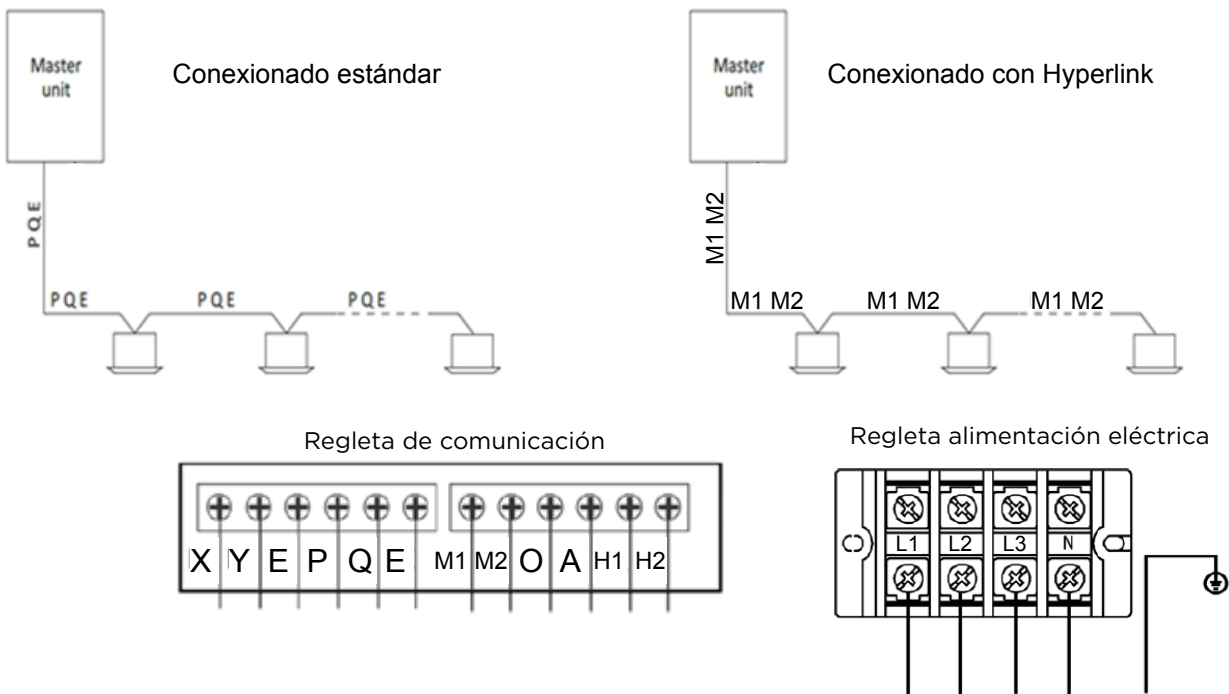 Master
unit
Conexionado estándar
PQE
PQE PQE PQE
Master
unit
Conexionado con Hyperlink
M1 M2
M1 M2 M1 M2 M1 M2
Regleta de comunicación
X Y E P Q E M1 M2 O A H1 H2
Regleta alimentación eléctrica
L1 L2 L3 N